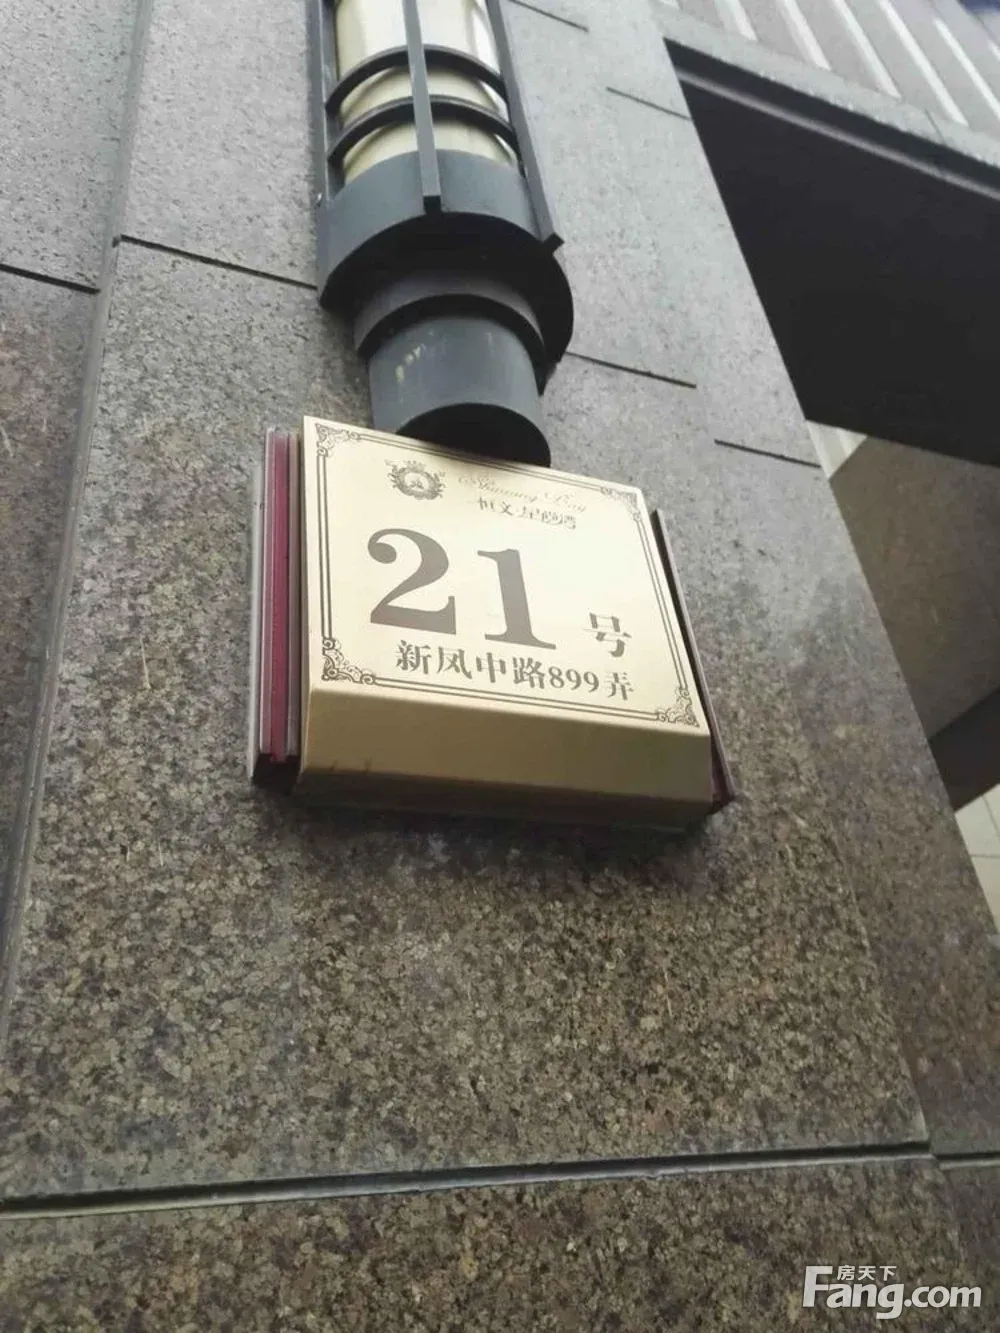 恒文·星尚湾
21号
新凤中路899弄
房天下
Fang.com